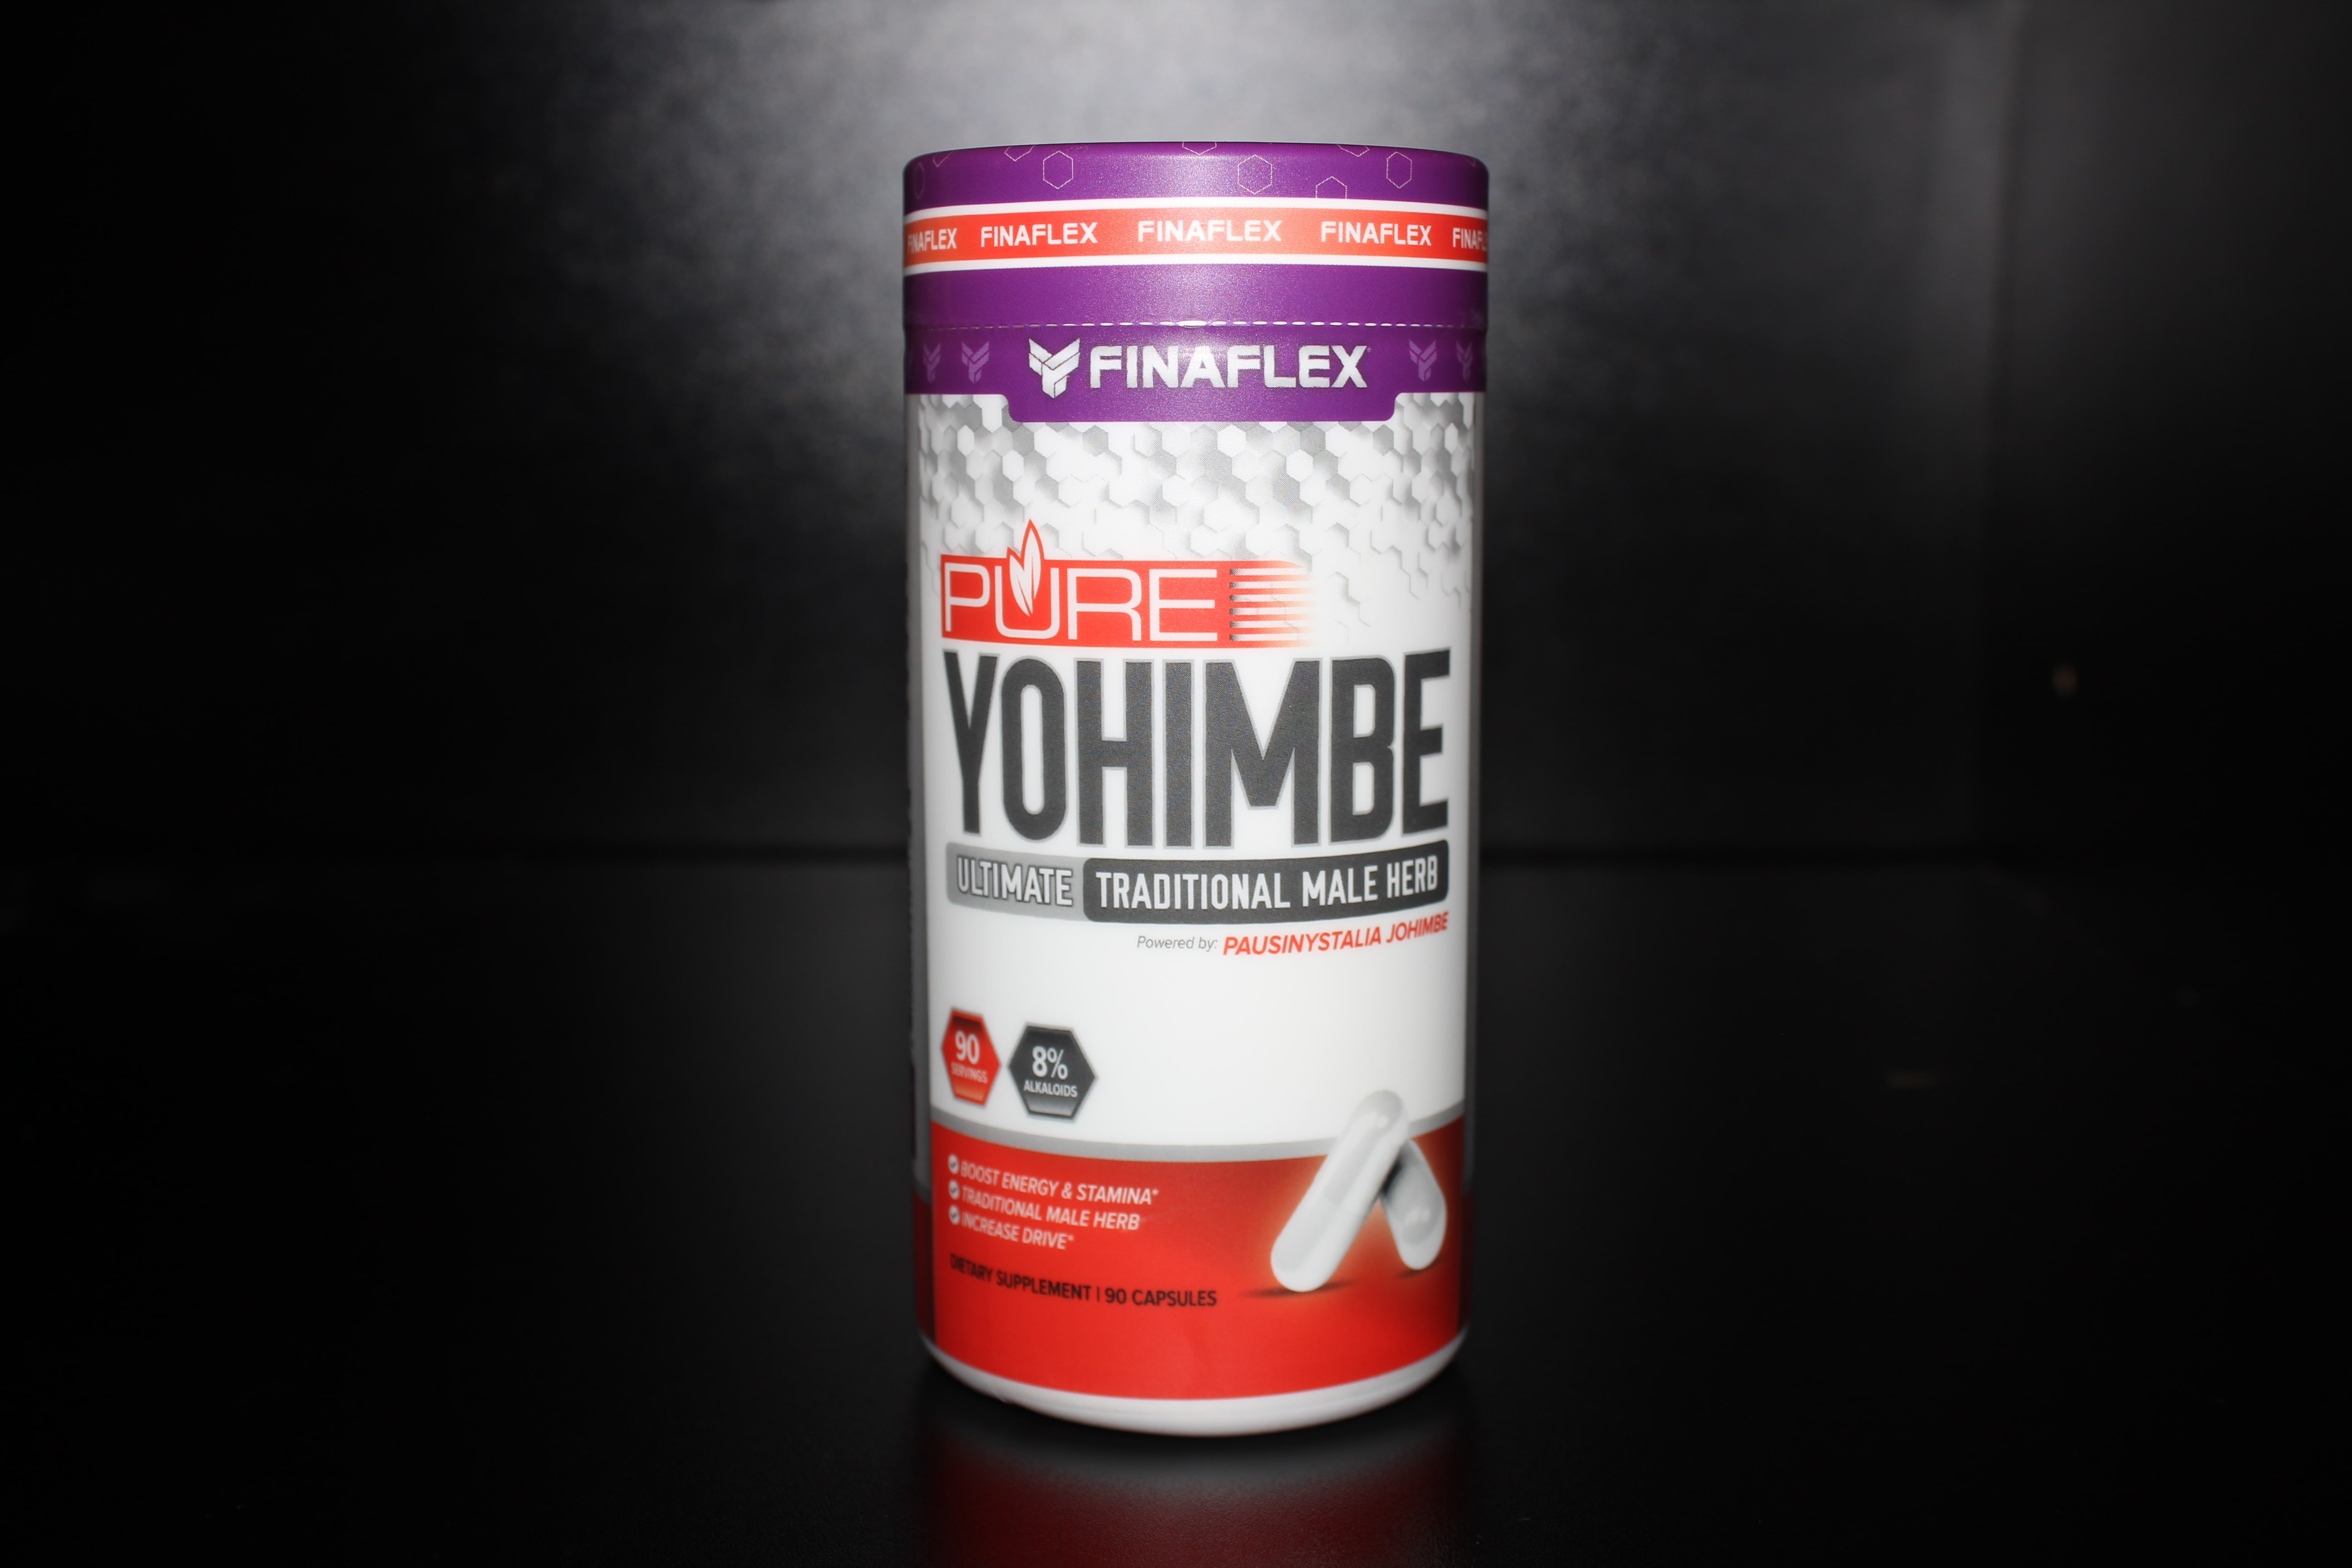 FINAFLEX FINAFLEX FINAFLEX
FINAFLEX
PURE
YOHIMBE
ULTIMATE TRADITIONAL MALE HERB
Powered by: PAUSINYSTALIA JOHIMBE
90 SERVINGS
8% ALKALOIDS
BOOST ENERGY & STAMINA*
TRADITIONAL MALE HERB
INCREASE DRIVE*
DIETARY SUPPLEMENT | 90 CAPSULES